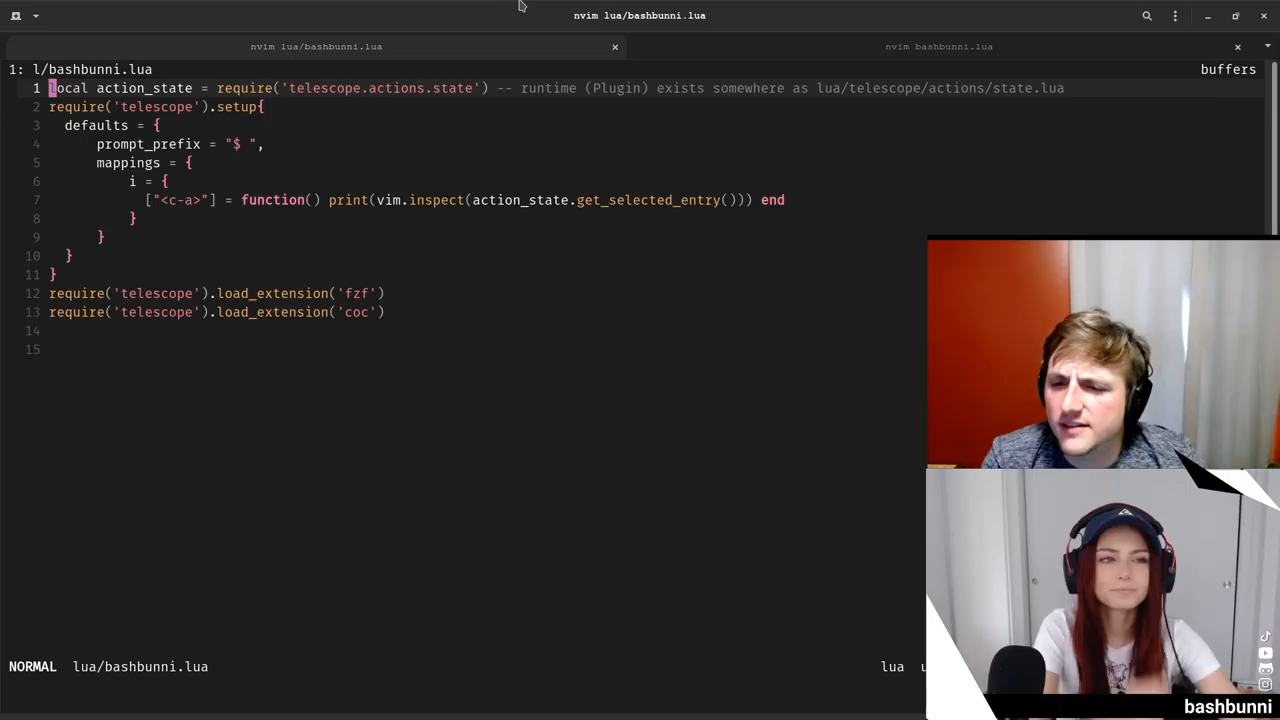 nvim lua/bashbunni.lua
nvim lua/bashbunni.lua
nvim bashbunni.lua
1: l/bashbunni.lua buffers
1 local action_state = require('telescope.actions.state') -- runtime (Plugin) exists somewhere as lua/telescope/actions/state.lua
2 require('telescope').setup{
3 defaults = {
4 prompt_prefix = "$ ",
5 mappings = {
6 i = {
7 ["<c-a>"] = function() print(vim.inspect(action_state.get_selected_entry())) end
8 }
9 }
10 }
11 }
12 require('telescope').load_extension('fzf')
13 require('telescope').load_extension('coc')
14
15
NORMAL lua/bashbunni.lua lua
bashbunni